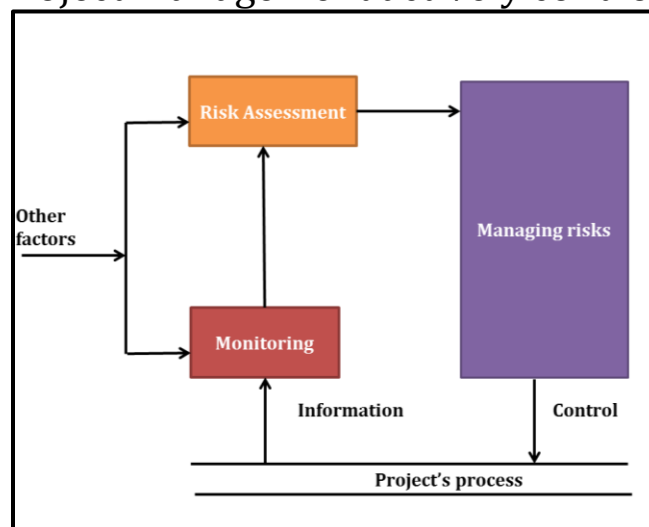 Risk Assessment
Other
factors
Managing risks
Monitoring
Information
Control
Project's process